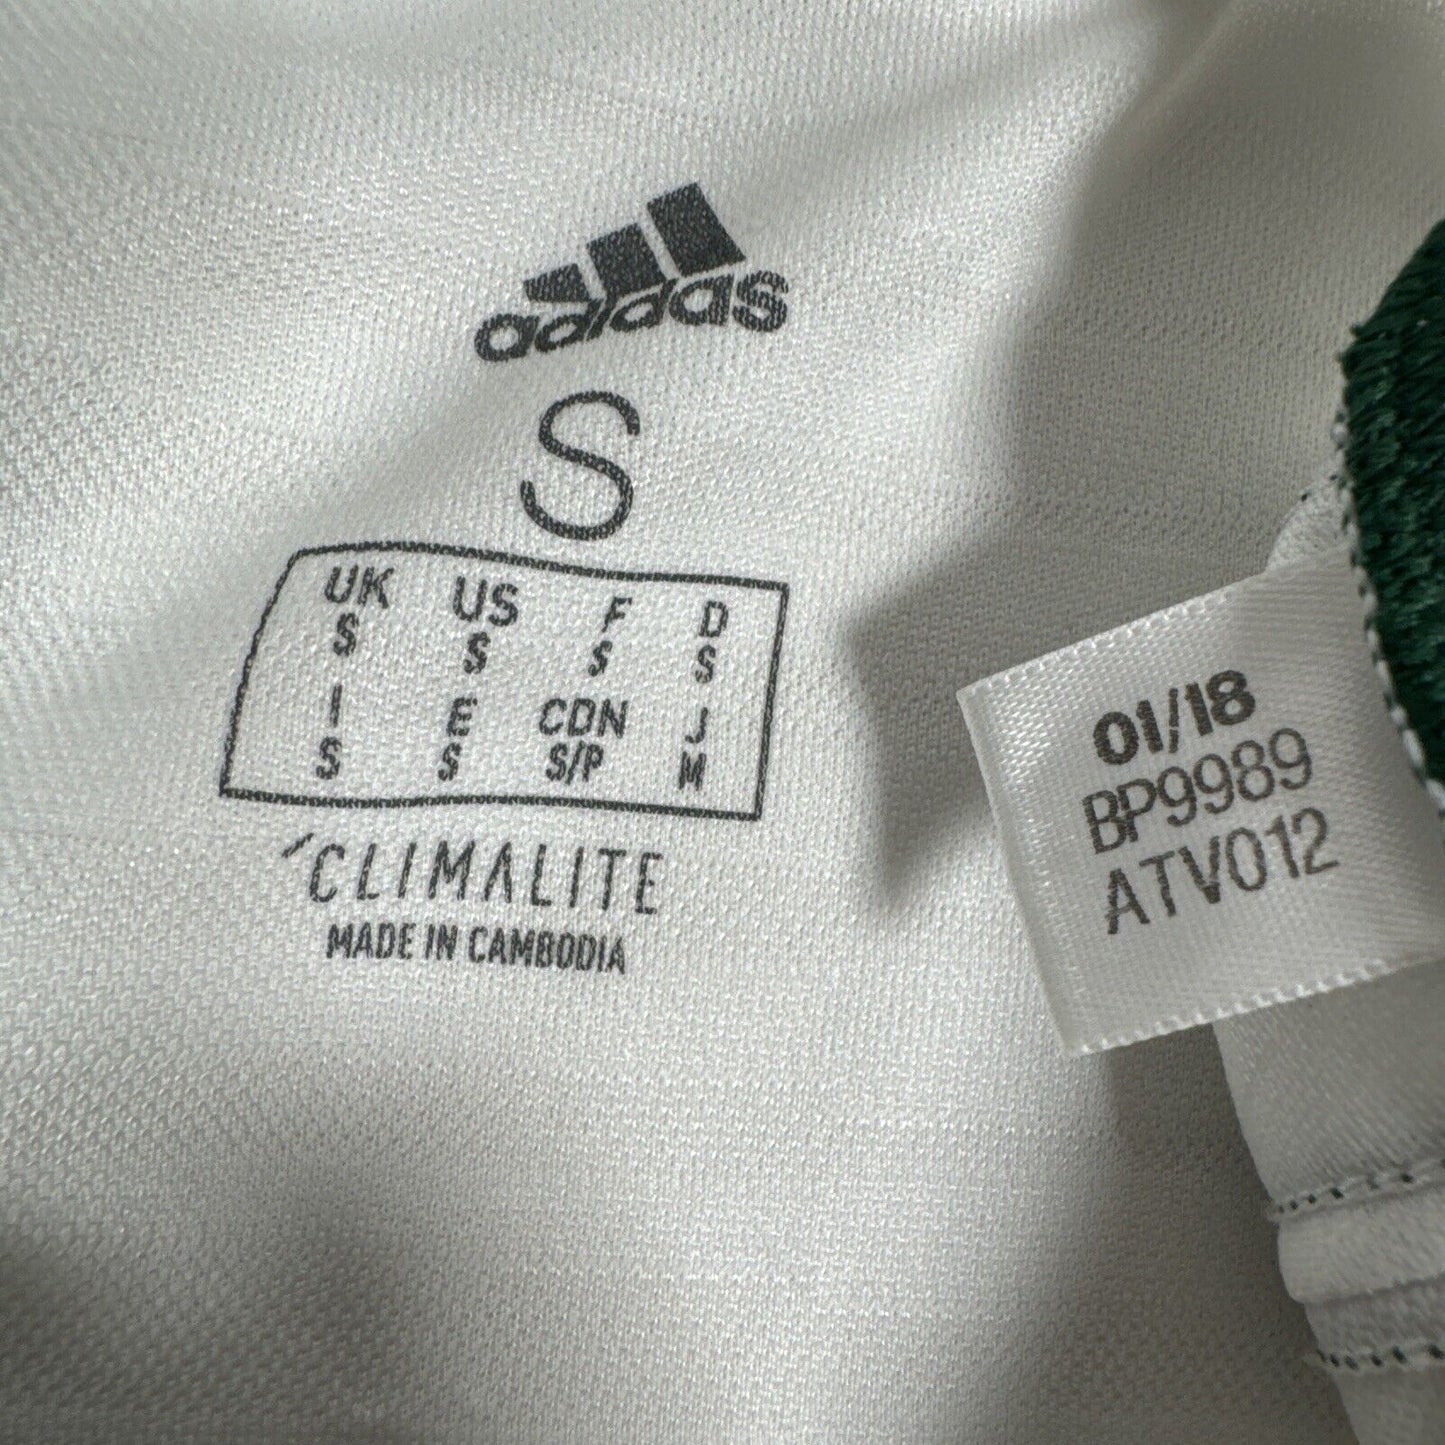 adidas
S
UK US F D
S S S S
I E CDN J
S S S/P M
CLIMALITE
MADE IN CAMBODIA
01/18
BP9989
ATV012